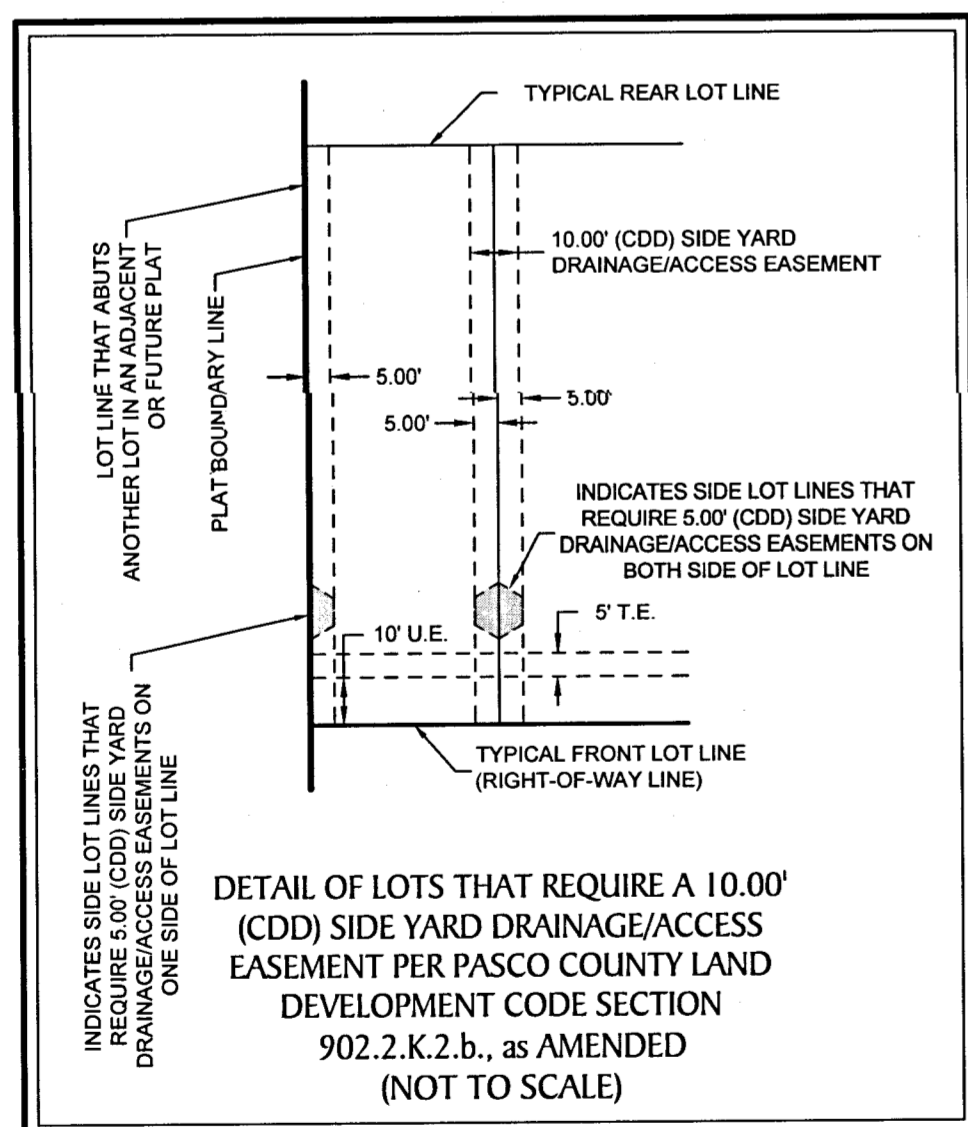 TYPICAL REAR LOT LINE
LOT LINE THAT ABUTS
ANOTHER LOT IN AN ADJACENT
OR FUTURE PLAT
PLAT BOUNDARY LINE
10.00' (CDD) SIDE YARD
DRAINAGE/ACCESS EASEMENT
5.00'
5.00'
5.00'
INDICATES SIDE LOT LINES THAT
REQUIRE 5.00' (CDD) SIDE YARD
DRAINAGE/ACCESS EASEMENTS ON
BOTH SIDE OF LOT LINE
10' U.E.
5' T.E.
INDICATES SIDE LOT LINES THAT
REQUIRE 5.00' (CDD) SIDE YARD
DRAINAGE/ACCESS EASEMENTS ON
ONE SIDE OF LOT LINE
TYPICAL FRONT LOT LINE
(RIGHT-OF-WAY LINE)
DETAIL OF LOTS THAT REQUIRE A 10.00'
(CDD) SIDE YARD DRAINAGE/ACCESS
EASEMENT PER PASCO COUNTY LAND
DEVELOPMENT CODE SECTION
902.2.K.2.b., as AMENDED
(NOT TO SCALE)